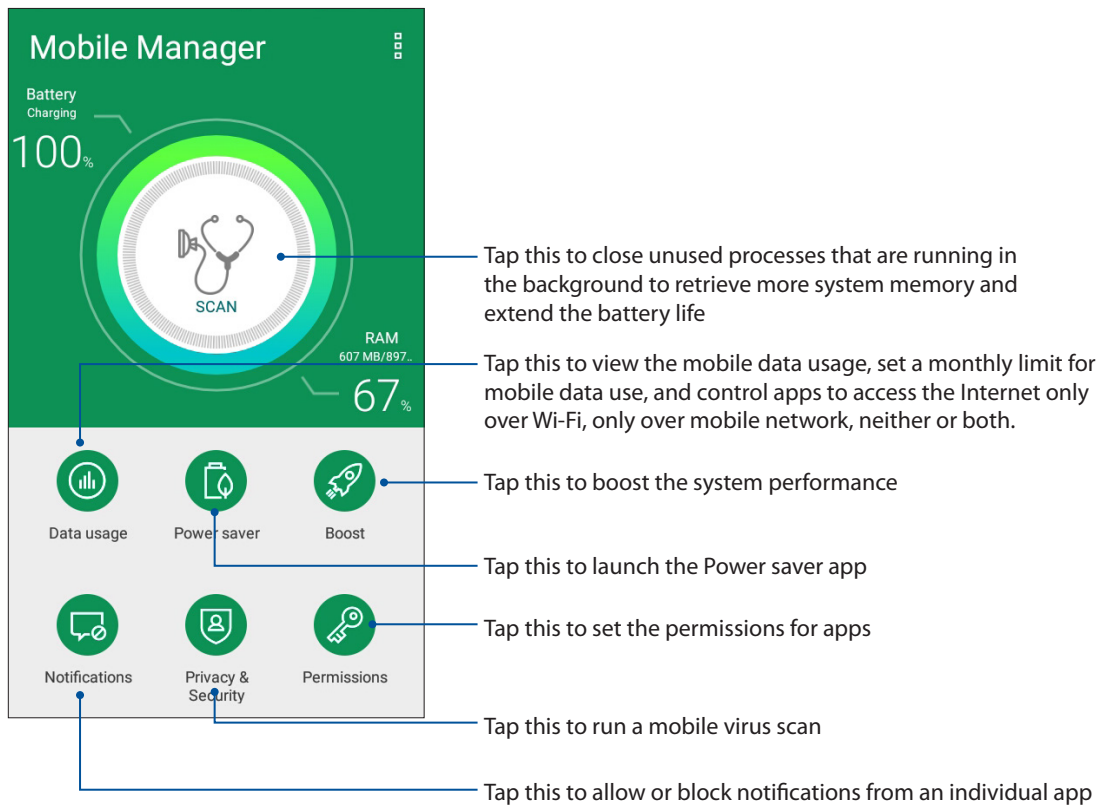 Mobile Manager
Battery
Charging
100%
SCAN
RAM
607 MB/897..
67%
Data usage
Power saver
Boost
Notifications
Privacy &
Security
Permissions
Tap this to close unused processes that are running in
the background to retrieve more system memory and
extend the battery life
Tap this to view the mobile data usage, set a monthly limit for
mobile data use, and control apps to access the Internet only
over Wi-Fi, only over mobile network, neither or both.
Tap this to boost the system performance
Tap this to launch the Power saver app
Tap this to set the permissions for apps
Tap this to run a mobile virus scan
Tap this to allow or block notifications from an individual app